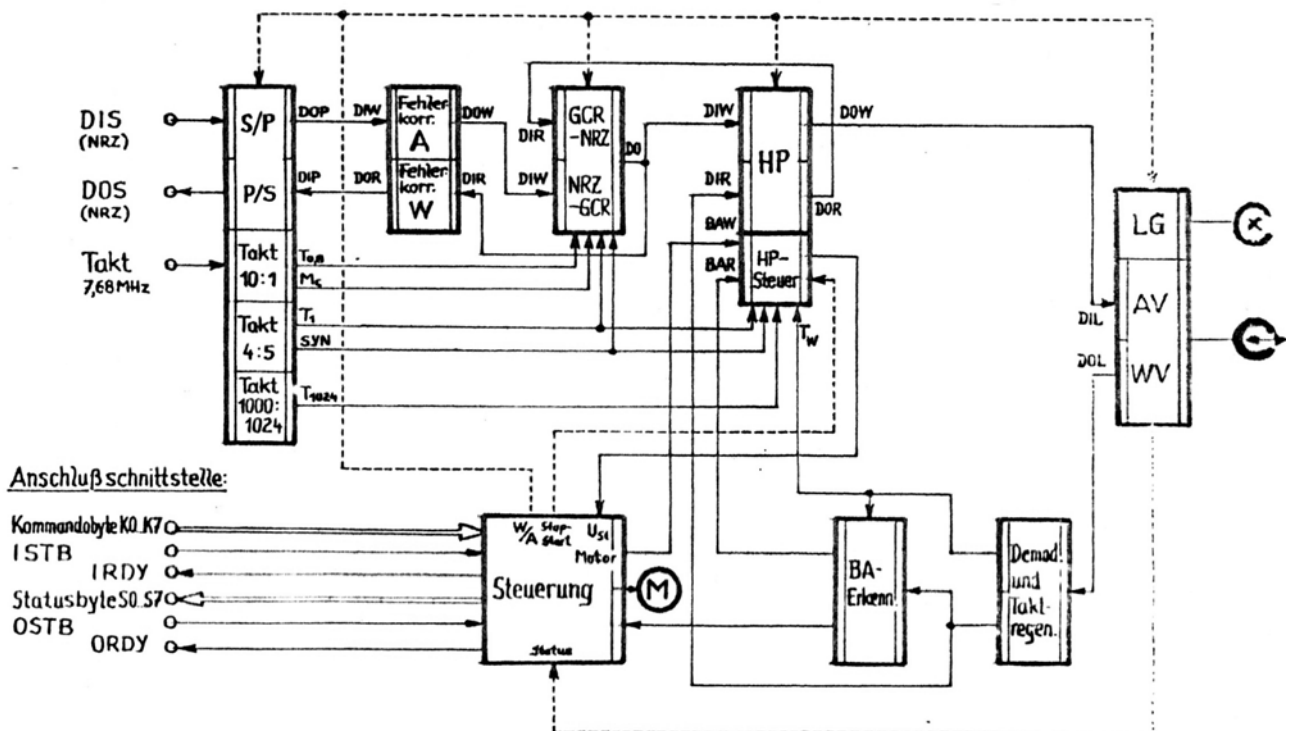 DIS
(NRZ)
DOS
(NRZ)
Takt
7,68 MHz
S/P
P/S
Takt
10:1
Takt
4:5
Takt
1000:
1024
DOP
DIP
T0,8
Ms
T1
SYN
T1024
DIW
DOR
Fehler-
korr.
A
Fehler-
korr.
W
DOW
DIR
DIR
DIW
GCR
-NRZ
NRZ
-GCR
DO
DIW
DIR
BAW
BAR
HP
HP-
Steuer
TW
DOW
DOR
DIL
DOL
LG
AV
WV
x
Anschlußschnittstelle:
Kommandobyte K0...K7
ISTB
IRDY
Statusbyte S0...S7
OSTB
ORDY
W/A
Stop-
Start
USt
Motor
Steuerung
Status
M
BA-
Erkenn.
Demod.
und
Takt-
regen.